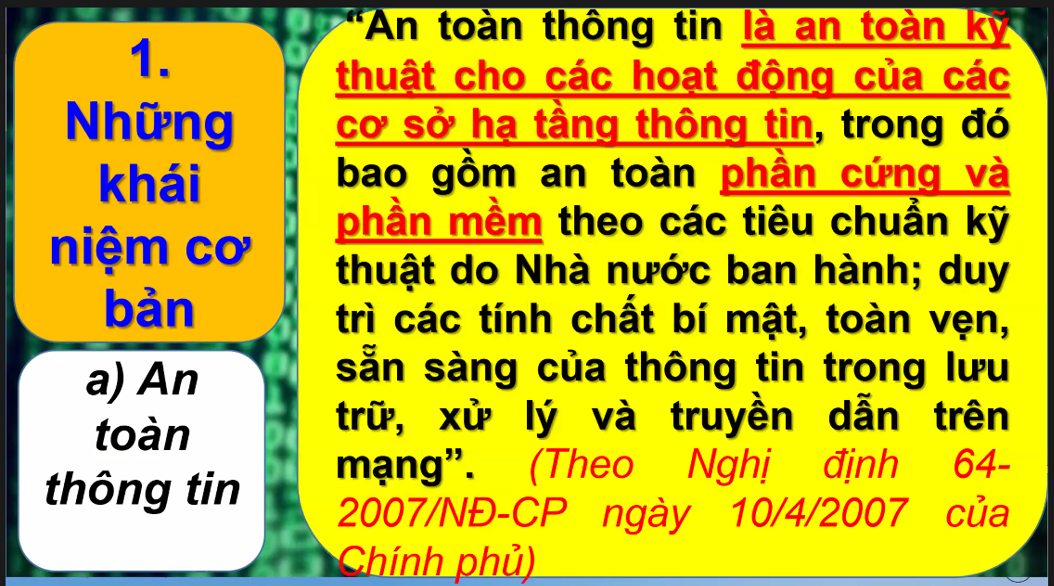 1.
Những
khái
niệm cơ
bản
a) An
toàn
thông tin
“An toàn thông tin là an toàn kỹ
thuật cho các hoạt động của các
cơ sở hạ tầng thông tin, trong đó
bao gồm an toàn phần cứng và
phần mềm theo các tiêu chuẩn kỹ
thuật do Nhà nước ban hành; duy
trì các tính chất bí mật, toàn vẹn,
sẵn sàng của thông tin trong lưu
trữ, xử lý và truyền dẫn trên
mạng”. (Theo Nghị định 64-
2007/NĐ-CP ngày 10/4/2007 của
Chính phủ)